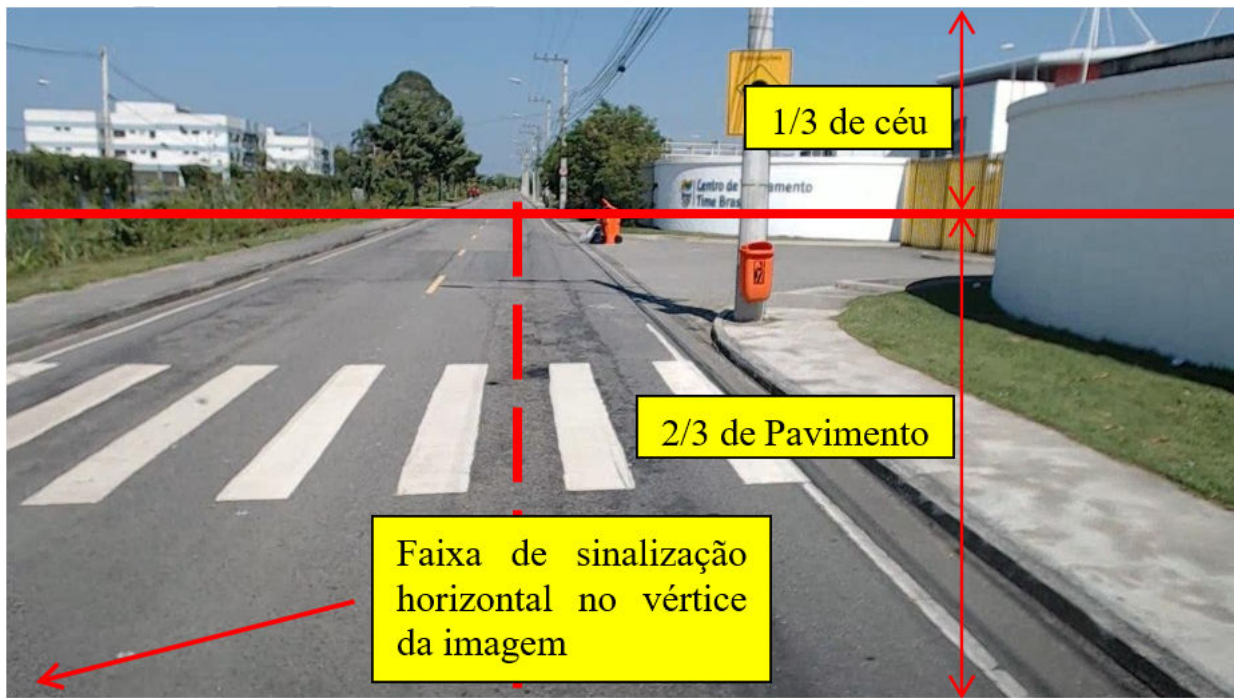 1/3 de céu
Centro de
amento
Time Bras
2/3 de Pavimento
Faixa de sinalização
horizontal no vértice
da imagem